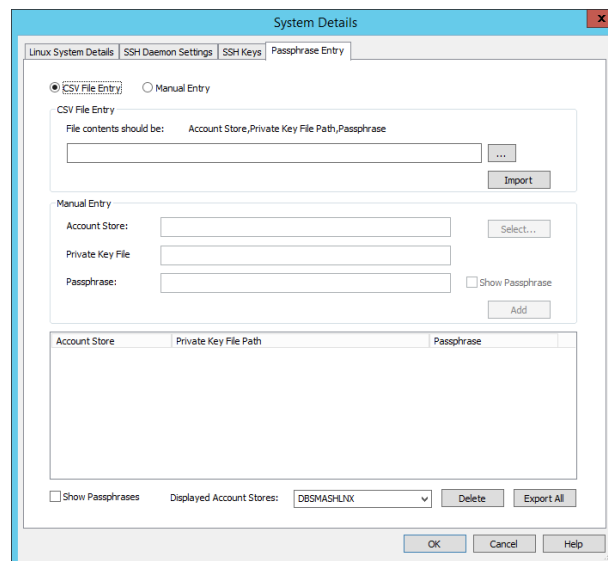 System Details
x
Linux System Details SSH Daemon Settings SSH Keys Passphrase Entry
CSV File Entry Manual Entry
CSV File Entry
File contents should be: Account Store,Private Key File Path,Passphrase
...
Import
Manual Entry
Account Store: Select...
Private Key File
Passphrase: Show Passphrase
Add
Account Store Private Key File Path Passphrase
Show Passphrases Displayed Account Stores: DBSMASHLNX Delete Export All
OK Cancel Help